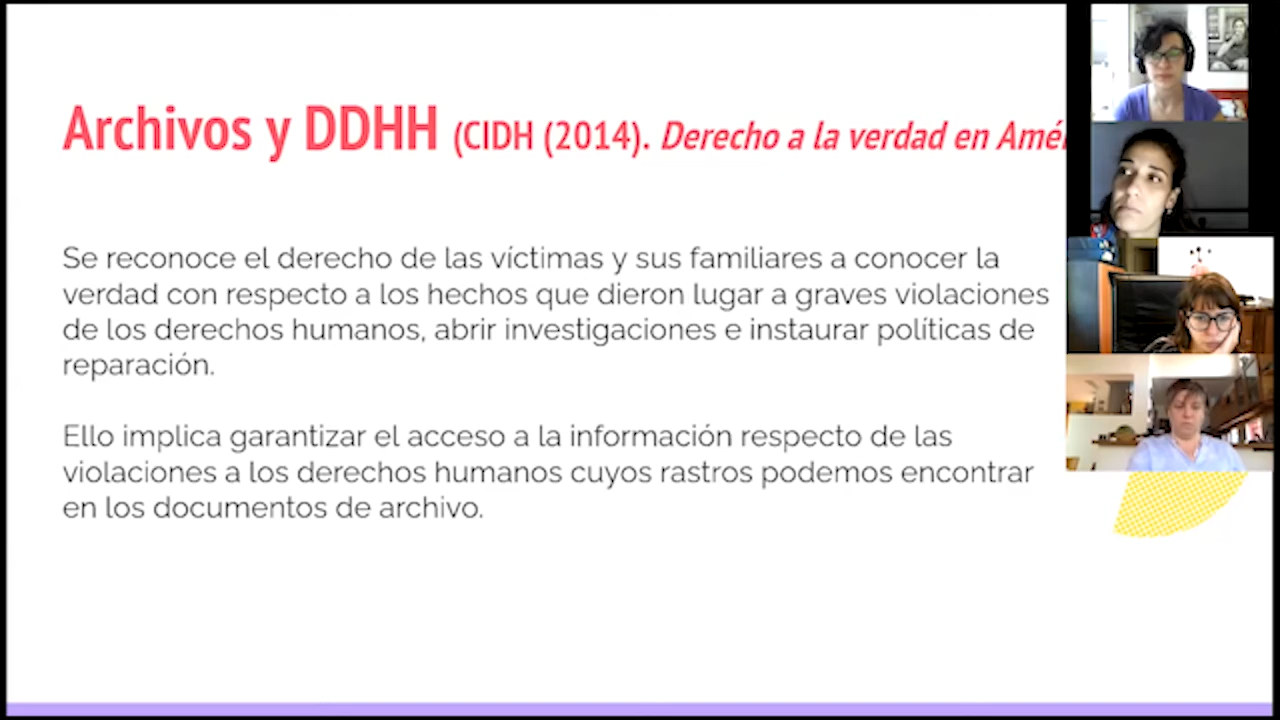 Archivos y DDHH (CIDH (2014). Derecho a la verdad en
Se reconoce el derecho de las víctimas y sus familiares a conocer la
verdad con respecto a los hechos que dieron lugar a graves violaciones
de los derechos humanos, abrir investigaciones e instaurar políticas de
reparación.
Ello implica garantizar el acceso a la información respecto de las
violaciones a los derechos humanos cuyos rastros podemos encontrar
en los documentos de archivo.